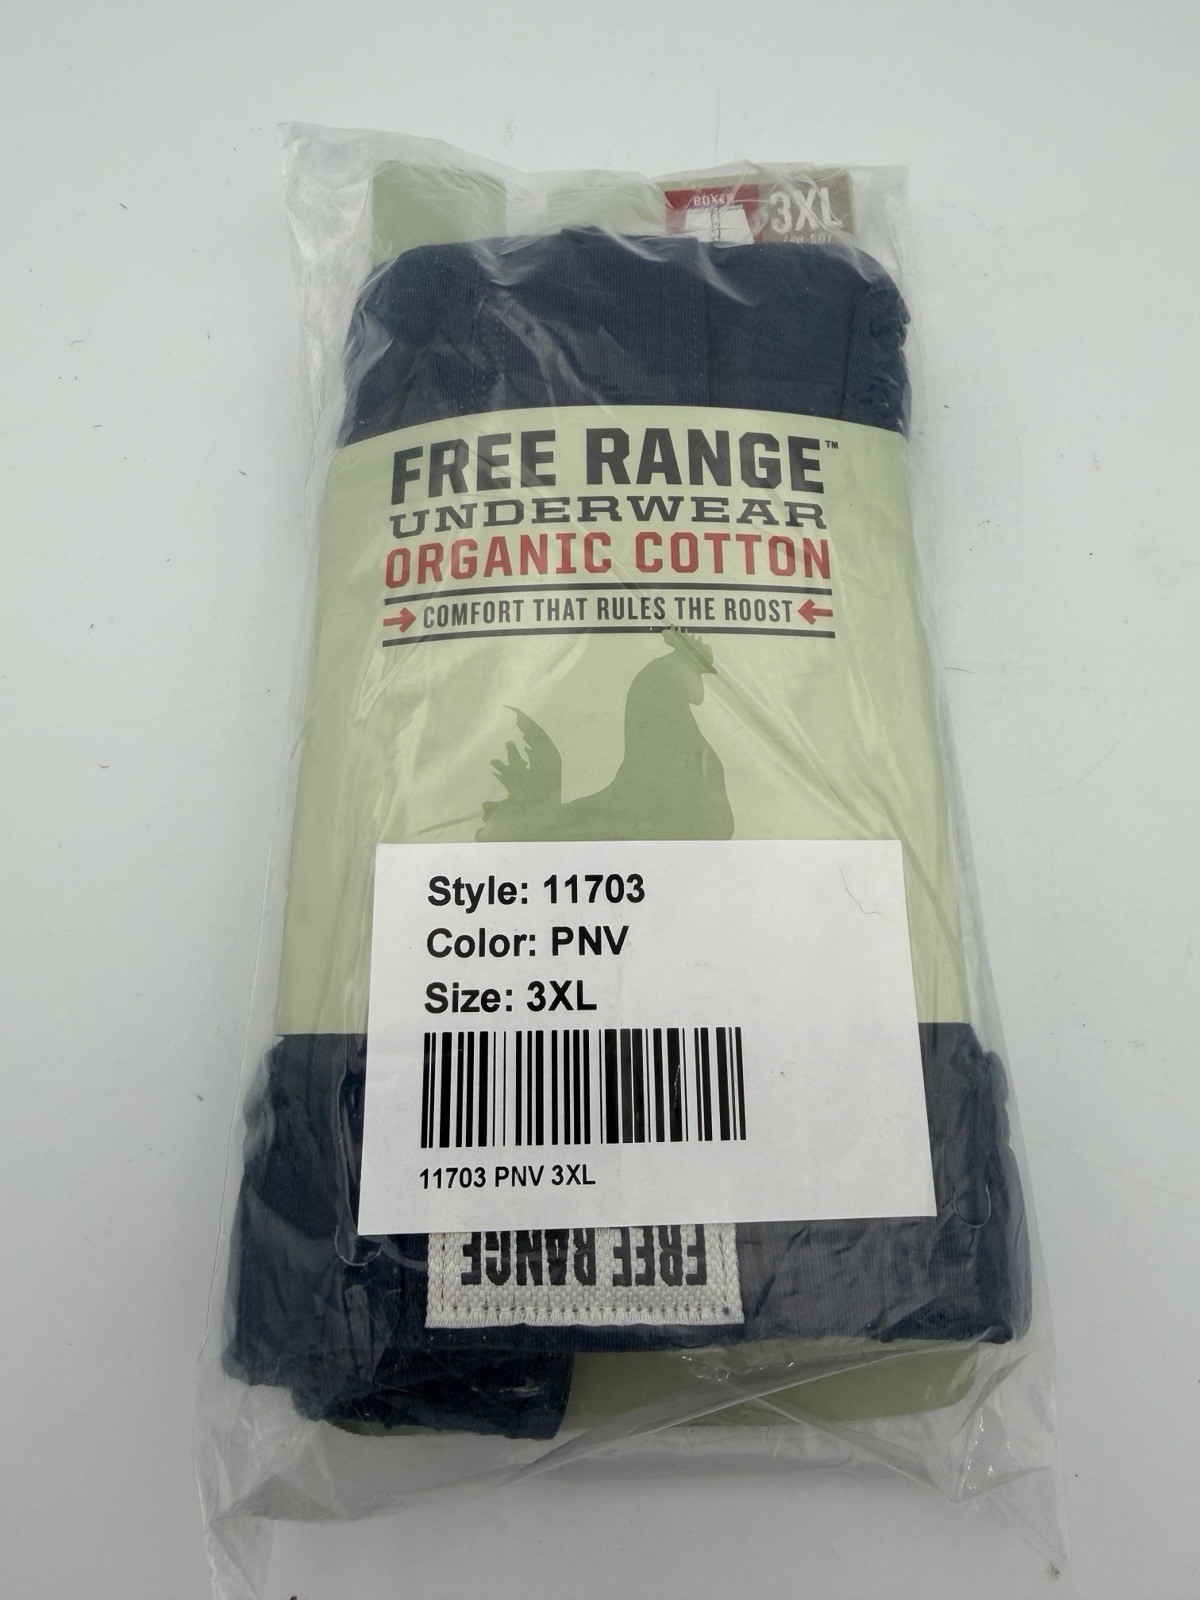 BOXER
3XL
FREE RANGE™
UNDERWEAR
ORGANIC COTTON
COMFORT THAT RULES THE ROOST
Style: 11703
Color: PNV
Size: 3XL
11703 PNV 3XL
FREE RANGE